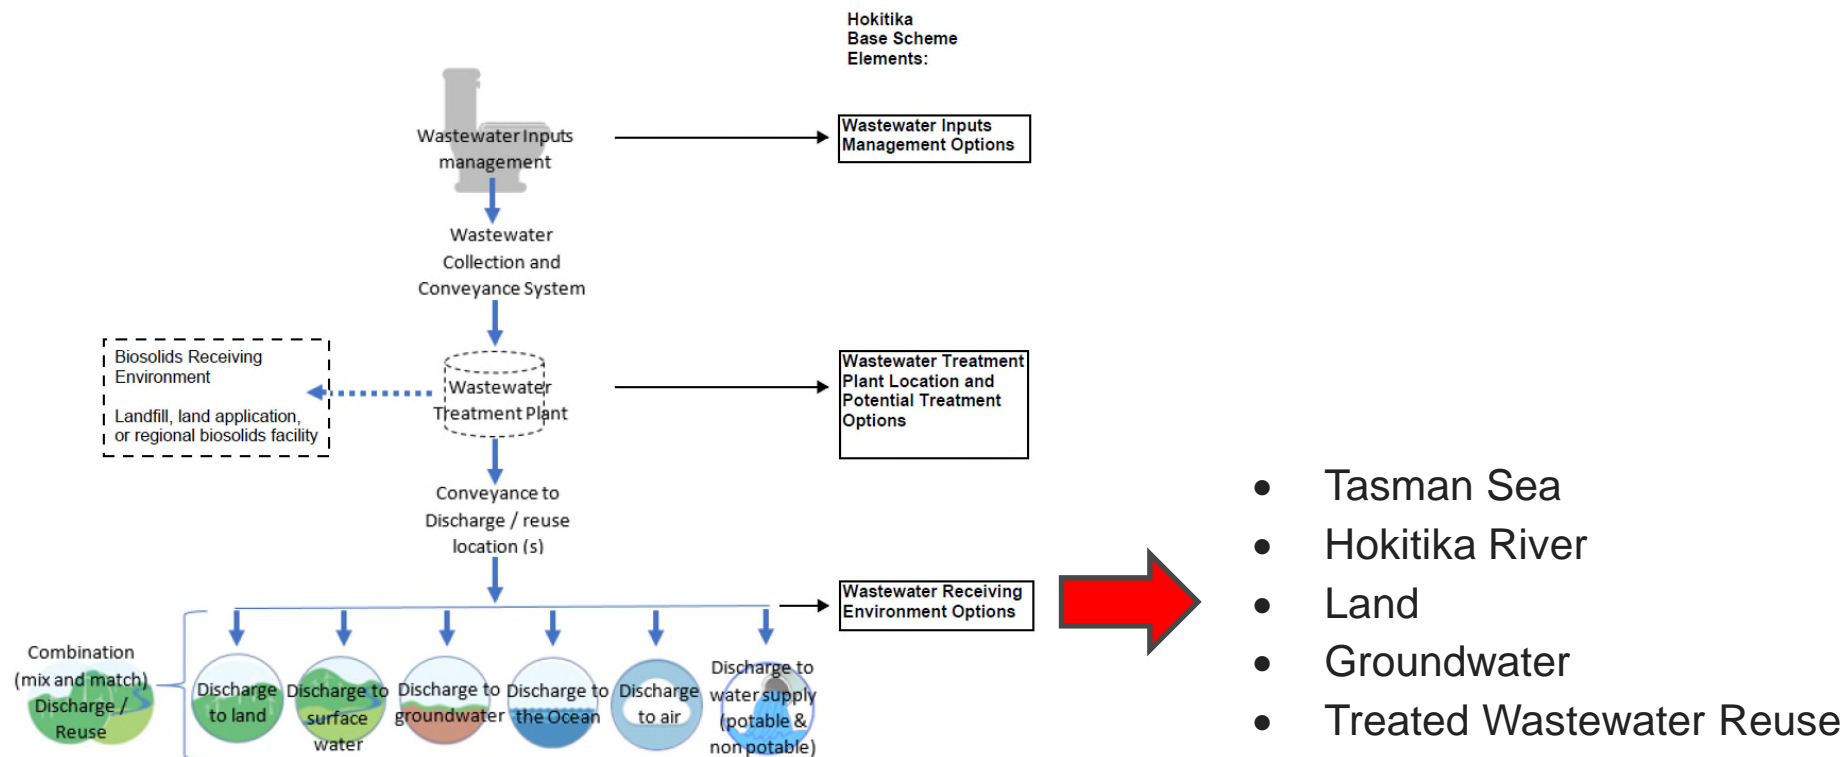 Hokitika
Base Scheme
Elements:
Wastewater Inputs
management
Wastewater Inputs
Management Options
Wastewater
Collection and
Conveyance System
Biosolids Receiving
Environment
Landfill, land application,
or regional biosolids facility
Wastewater
Treatment Plant
Wastewater Treatment
Plant Location and
Potential Treatment
Options
Conveyance to
Discharge / reuse
location (s)
Wastewater Receiving
Environment Options
Combination
(mix and match)
Discharge /
Reuse
Discharge
to land
Discharge to
surface
water
Discharge to
groundwater
Discharge to
the Ocean
Discharge
to air
Discharge to
water supply
(potable &
non potable)
• Tasman Sea
• Hokitika River
• Land
• Groundwater
• Treated Wastewater Reuse